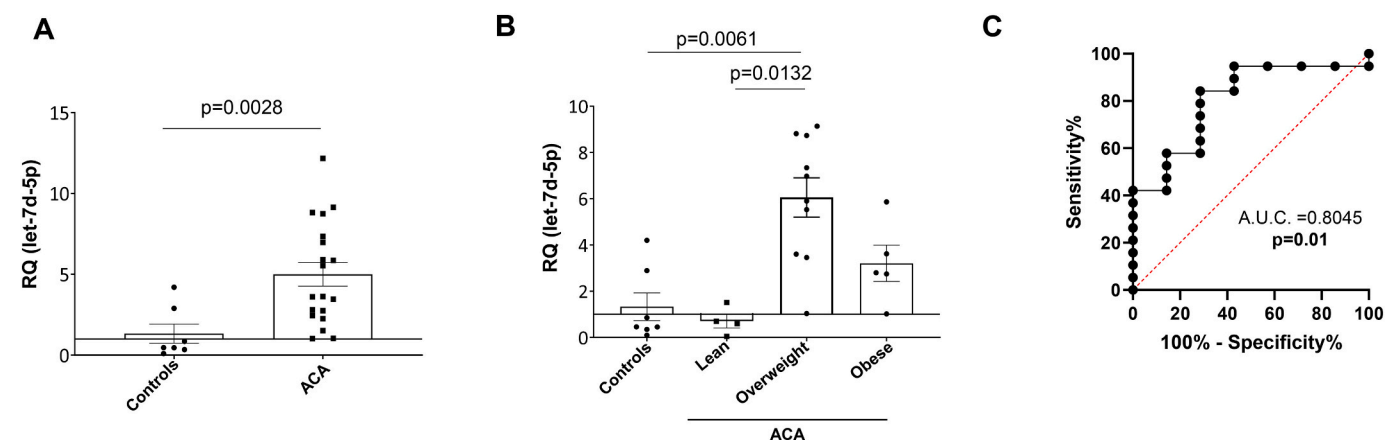 A
p=0.0028
15
10
5
0
RQ (let-7d-5p)
Controls
ACA
B
p=0.0061
p=0.0132
10
8
6
4
2
0
RQ (let-7d-5p)
Controls
Lean
Overweight
Obese
ACA
C
100
80
60
40
20
0
Sensitivity%
A.U.C. =0.8045
p=0.01
0 20 40 60 80 100
100% - Specificity%